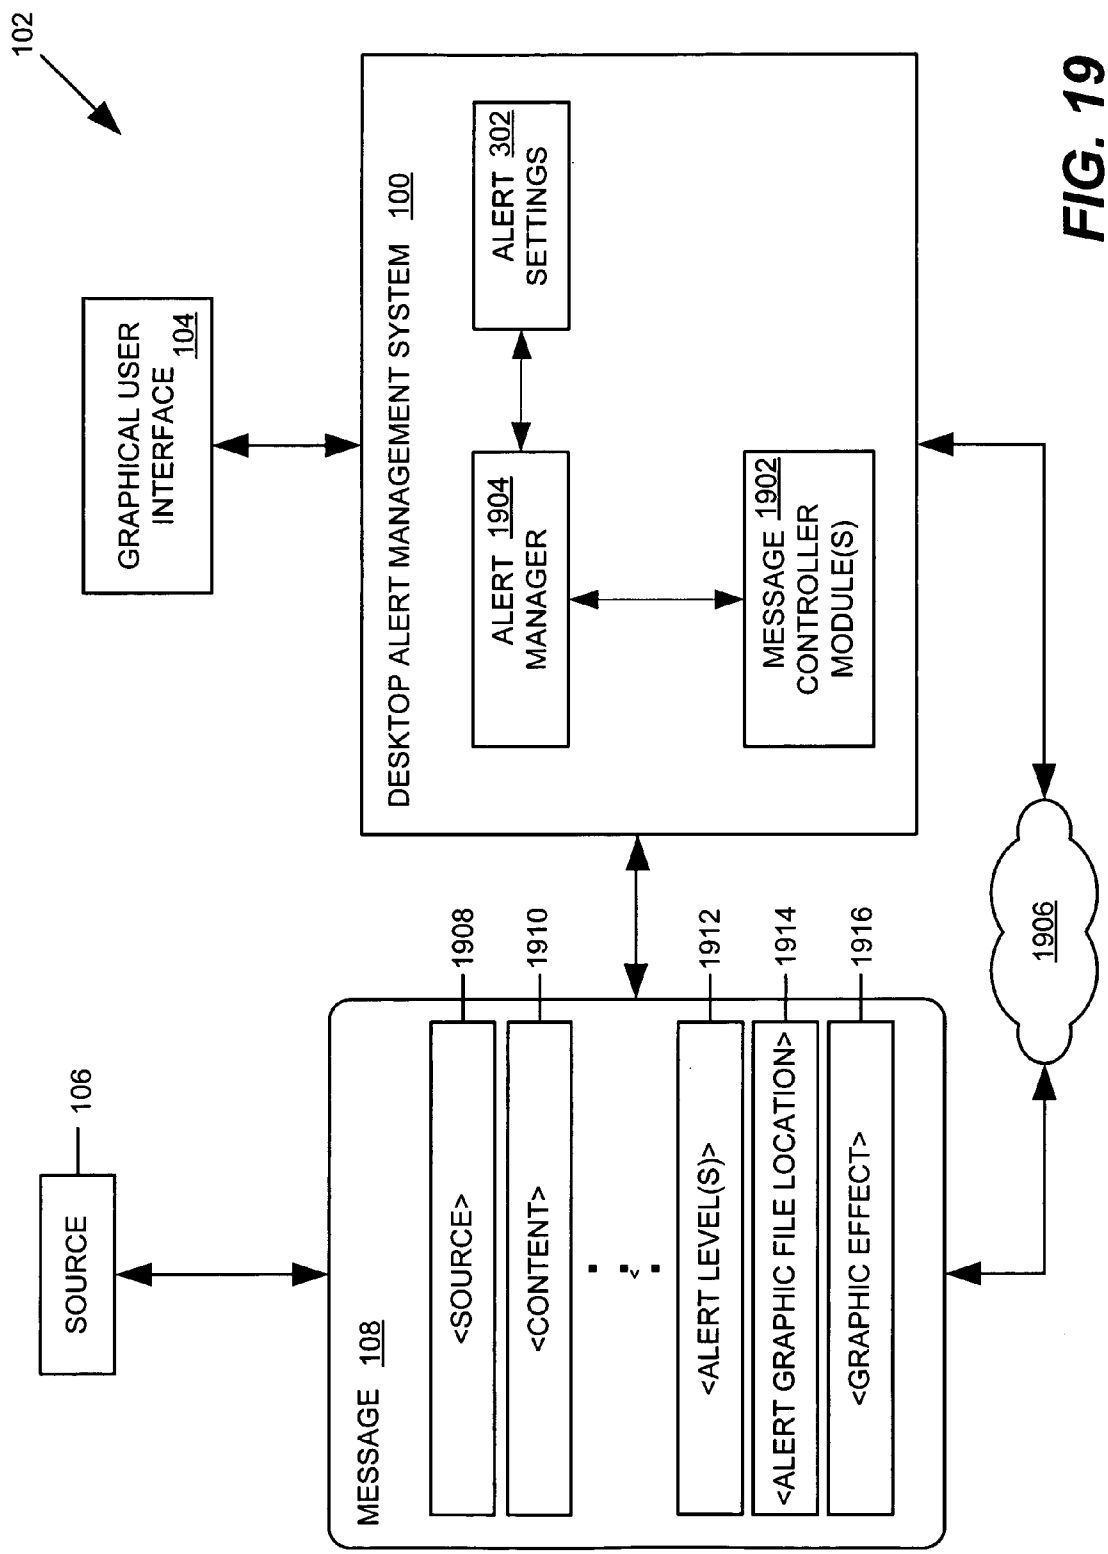 102
SOURCE
106
MESSAGE 108
<SOURCE>
1908
<CONTENT>
1910
<ALERT LEVEL(S)>
1912
<ALERT GRAPHIC FILE LOCATION>
1914
<GRAPHIC EFFECT>
1916
GRAPHICAL USER
INTERFACE 104
DESKTOP ALERT MANAGEMENT SYSTEM 100
ALERT 1904
MANAGER
ALERT 302
SETTINGS
MESSAGE 1902
CONTROLLER
MODULE(S)
1906
FIG. 19